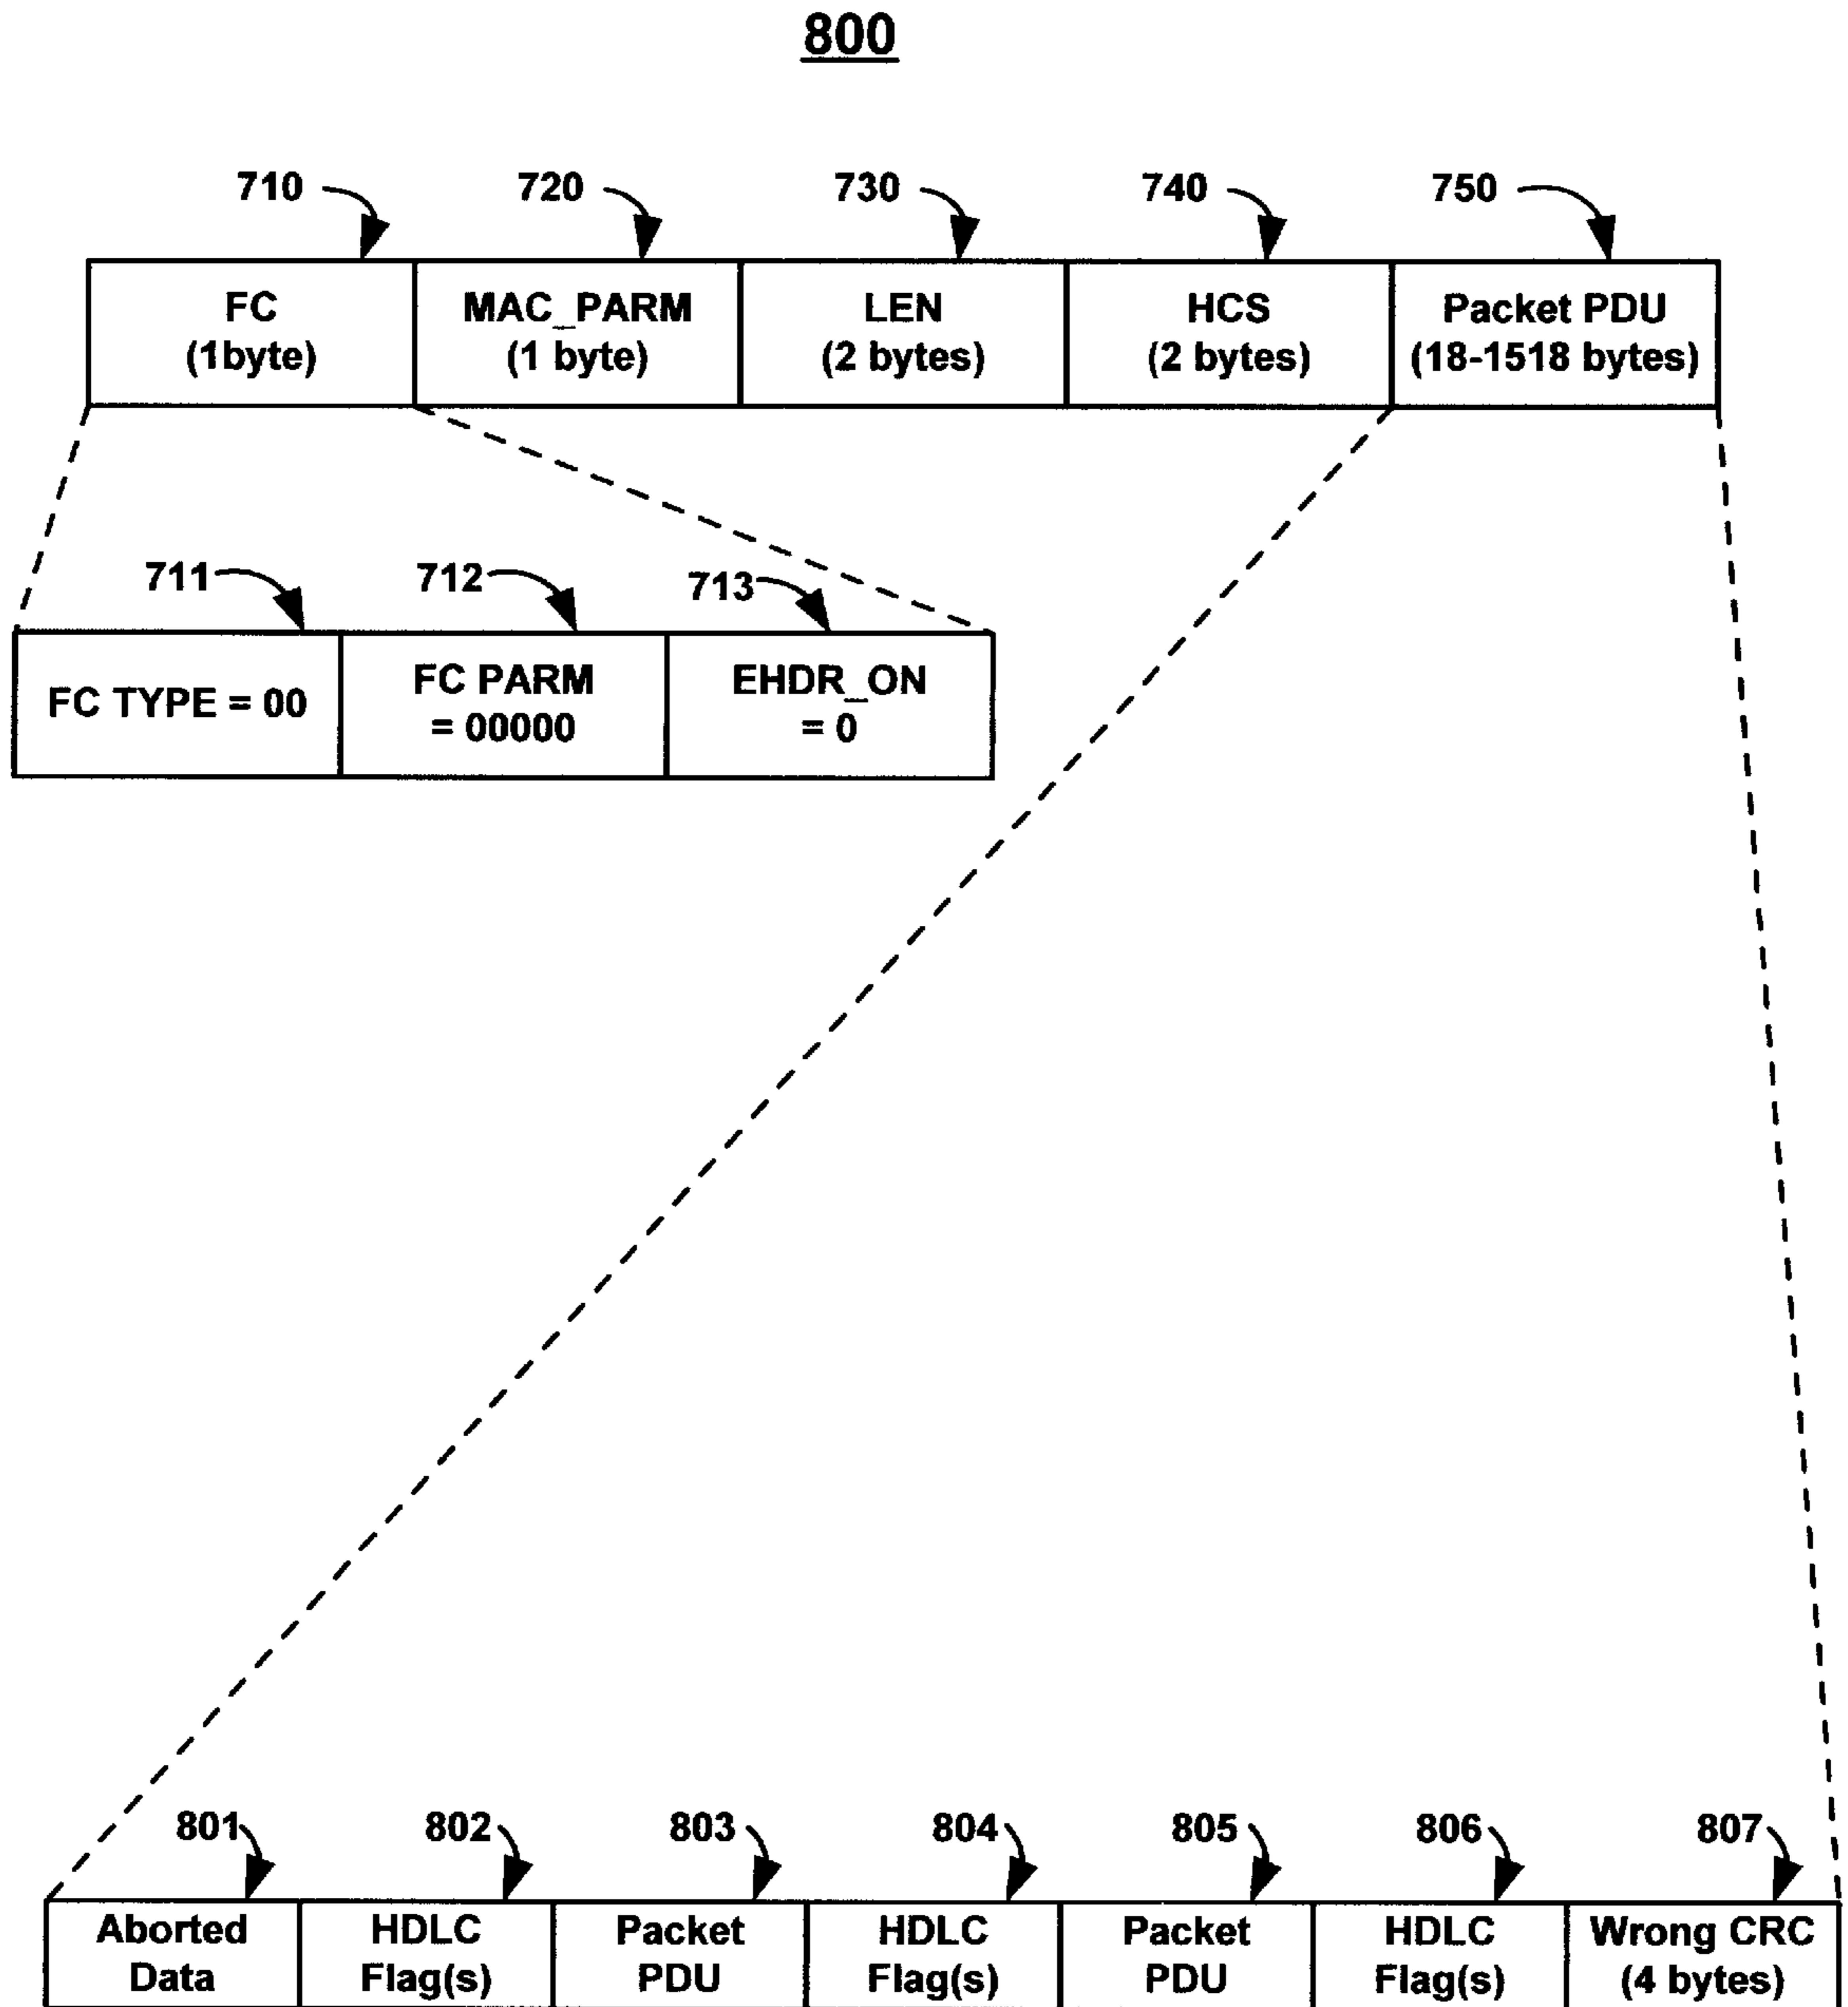 800
710 720 730 740 750
FC MAC_PARM LEN HCS Packet PDU
(1byte) (1 byte) (2 bytes) (2 bytes) (18-1518 bytes)
711 712 713
FC TYPE = 00
FC PARM
= 00000
EHDR_ON
= 0
801 802 803 804 805 806 807
Aborted HDLC Packet HDLC Packet HDLC Wrong CRC
Data Flag(s) PDU Flag(s) PDU Flag(s) (4 bytes)